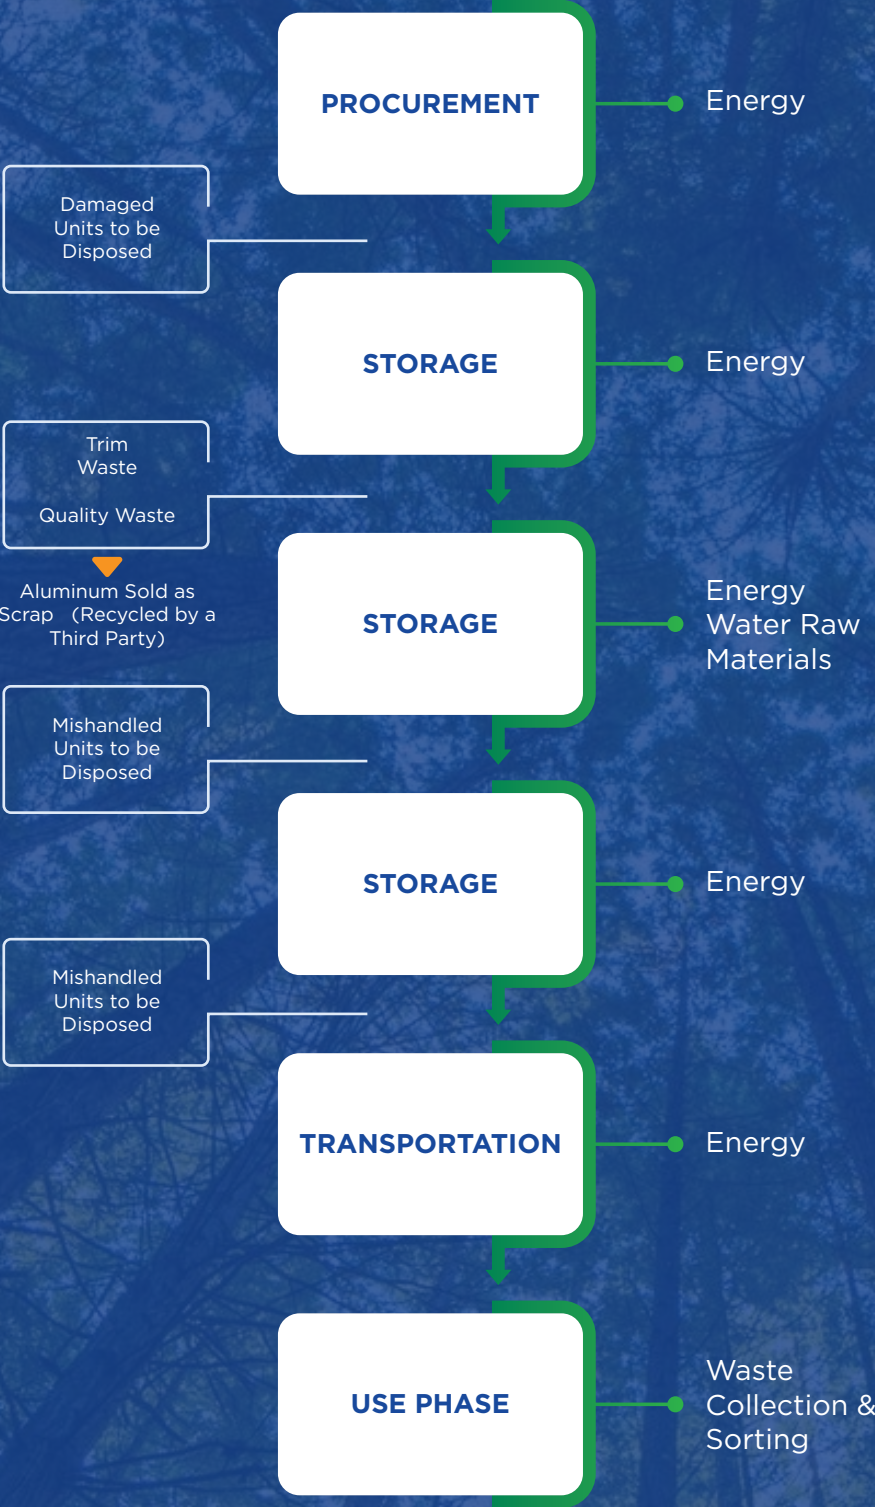 PROCUREMENT
Energy
Damaged
Units to be
Disposed
STORAGE
Energy
Trim
Waste
Quality Waste
Aluminum Sold as
Scrap (Recycled by a
Third Party)
STORAGE
Energy
Water Raw
Materials
Mishandled
Units to be
Disposed
STORAGE
Energy
Mishandled
Units to be
Disposed
TRANSPORTATION
Energy
USE PHASE
Waste
Collection &
Sorting